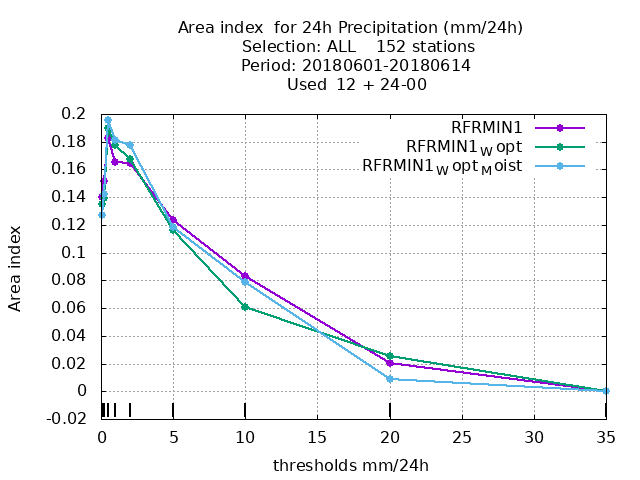 Area index  for 24h Precipitation (mm/24h)
Selection: ALL    152 stations
Period: 20180601-20180614
Used  12 + 24-00
RFRMIN1
RFRMIN1_W opt
RFRMIN1_W opt_M oist
0.2
0.18
0.16
0.14
0.12
0.1
0.08
0.06
0.04
0.02
0
-0.02
Area index
0 5 10 15 20 25 30 35
thresholds mm/24h